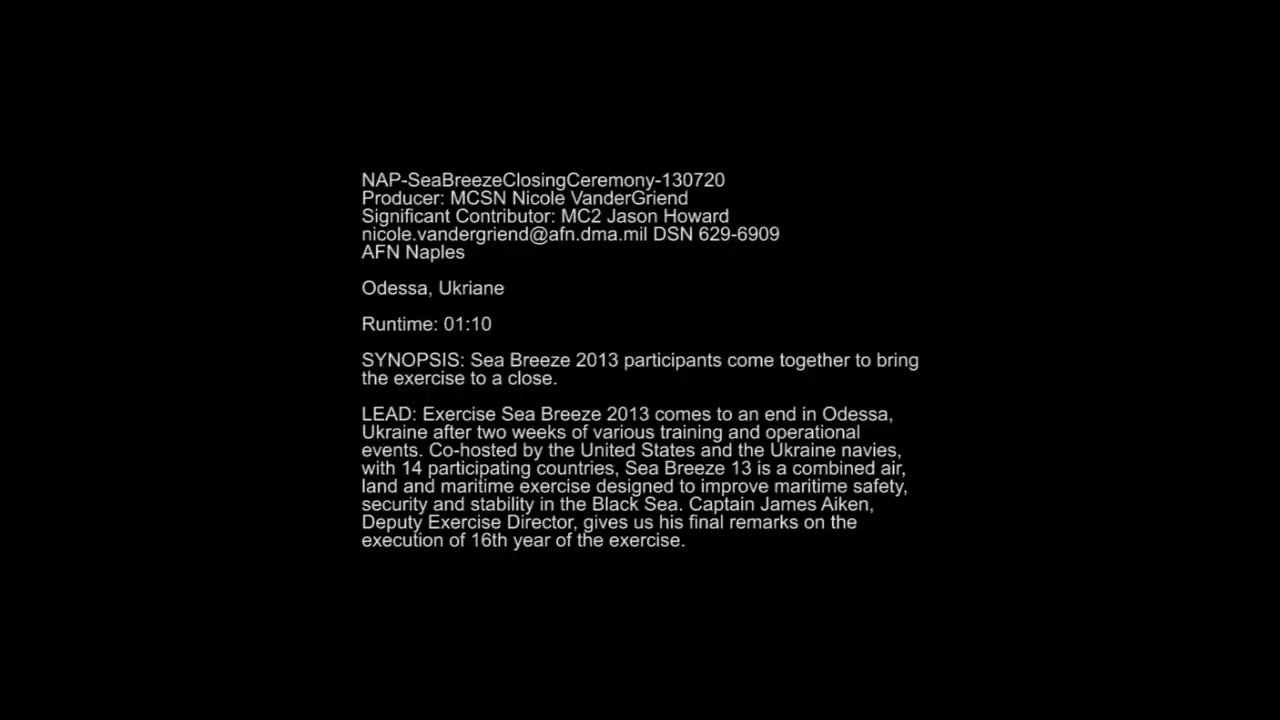 NAP-SeaBreezeClosingCeremony-130720
Producer: MCSN Nicole VanderGriend
Significant Contributor: MC2 Jason Howard
nicole.vandergriend@afn.dma.mil DSN 629-6909
AFN Naples
Odessa, Ukriane
Runtime: 01:10
SYNOPSIS: Sea Breeze 2013 participants come together to bring
the exercise to a close.
LEAD: Exercise Sea Breeze 2013 comes to an end in Odessa,
Ukraine after two weeks of various training and operational
events. Co-hosted by the United States and the Ukraine navies,
with 14 participating countries, Sea Breeze 13 is a combined air,
land and maritime exercise designed to improve maritime safety,
security and stability in the Black Sea. Captain James Aiken,
Deputy Exercise Director, gives us his final remarks on the
execution of 16th year of the exercise.